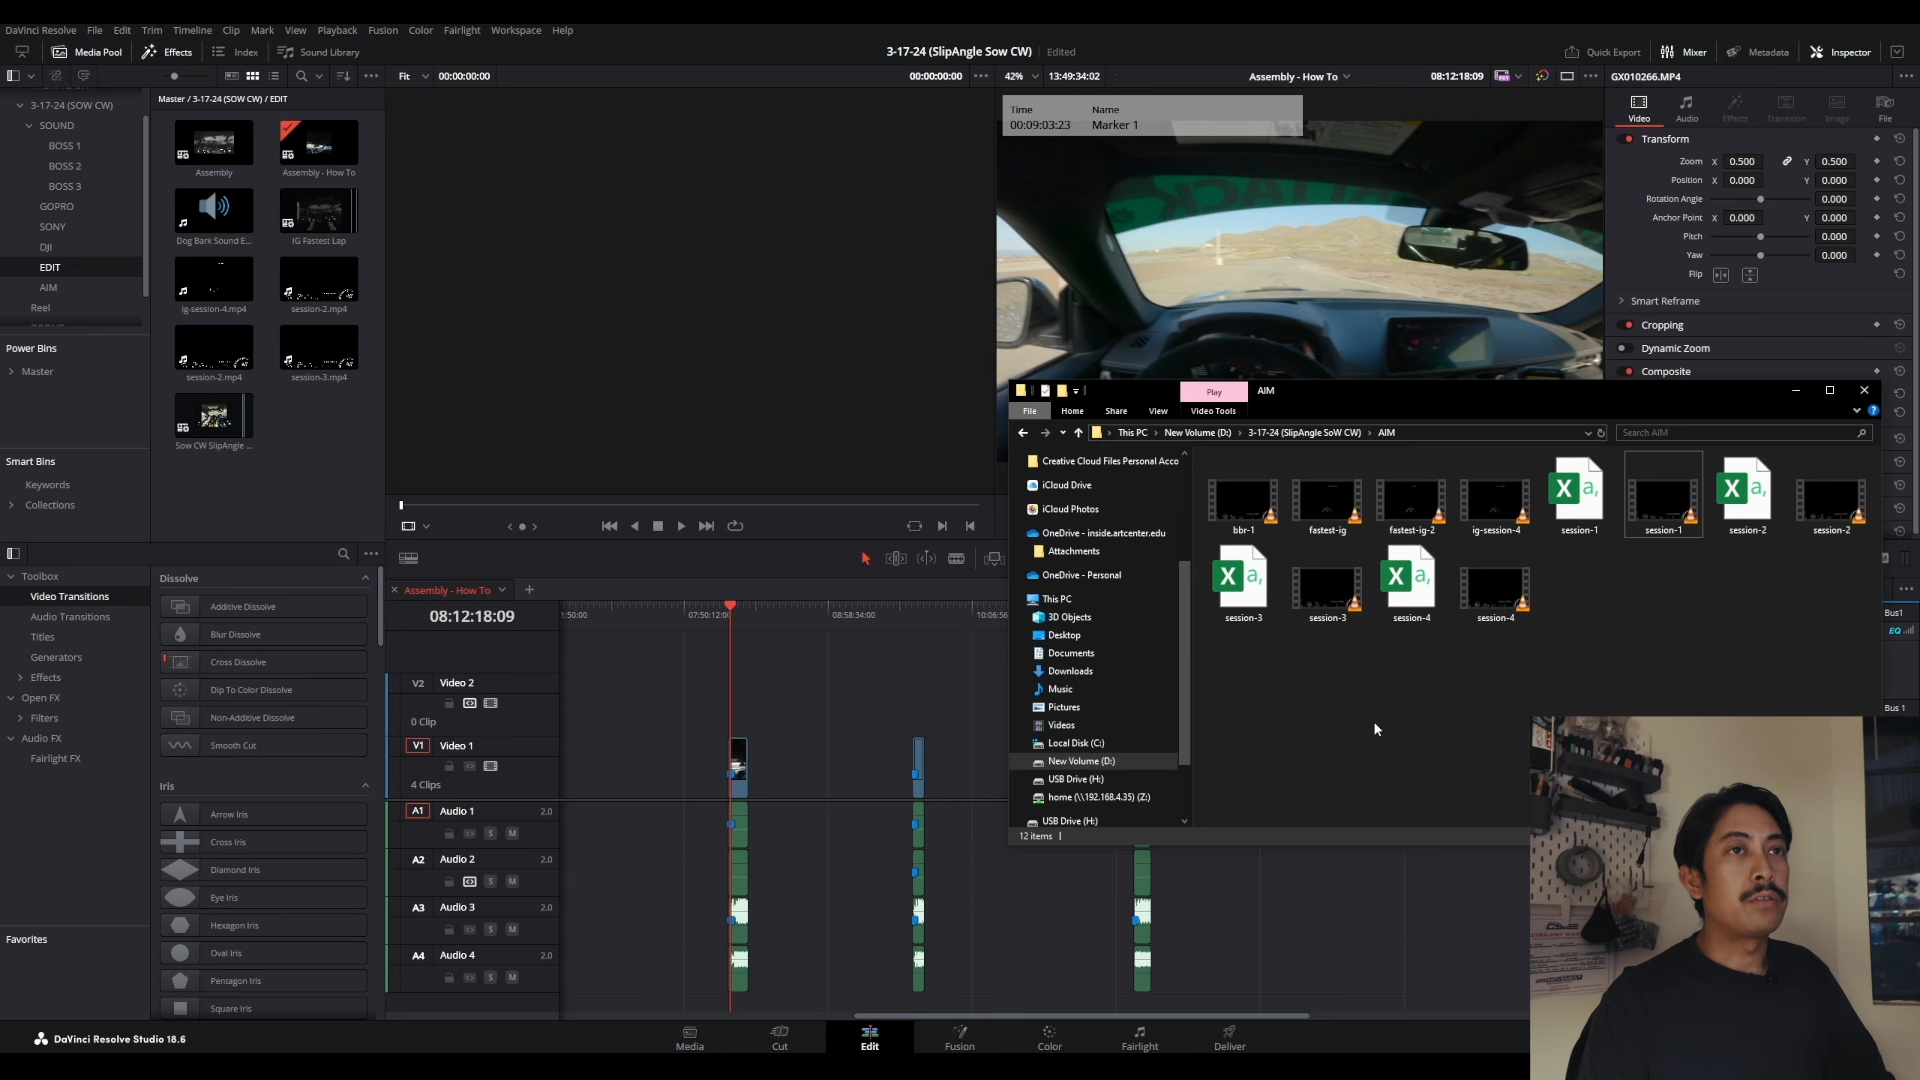 DaVinci Resolve File Edit Trim Timeline Clip Mark View Playback Fusion Color Fairlight Workspace Help
Media Pool Effects Index Sound Library 3-17-24 (SlipAngle Sow CW) Edited Quick Export Mixer Metadata Inspector
Fit 00:00:00:00 00:00:00:00 42% 13:49:34:02 Assembly - How To 08:12:18:09 GX010266.MP4
3-17-24 (SOW CW)
SOUND
BOSS 1
BOSS 2
BOSS 3
GOPRO
SONY
DJI
EDIT
AIM
Reel
Power Bins
Master
Smart Bins
Keywords
Collections
Master / 3-17-24 (SOW CW) / EDIT
Assembly Assembly - How To
Dog Bark Sound E... IG Fastest Lap
ig-session-4.mp4 session-2.mp4
session-2.mp4 session-3.mp4
Sow CW SlipAngle ...
Time Name
00:09:03:23 Marker 1
Video Audio Effects Transition Image File
Transform
Zoom X 0.500 Y 0.500
Position X 0.000 Y 0.000
Rotation Angle 0.000
Anchor Point X 0.000 Y 0.000
Pitch 0.000
Yaw 0.000
Flip
Smart Reframe
Cropping
Dynamic Zoom
Composite
Play AIM
File Home Share View Video Tools
This PC New Volume (D:) 3-17-24 (SlipAngle SoW CW) AIM Search AIM
Creative Cloud Files Personal Acco
iCloud Drive
iCloud Photos
OneDrive - inside.artcenter.edu
Attachments
OneDrive - Personal
This PC
3D Objects
Desktop
Documents
Downloads
Music
Pictures
Videos
Local Disk (C:)
New Volume (D:)
USB Drive (H:)
home (\\192.168.4.35) (Z:)
USB Drive (H:)
bbr-1 fastest-ig fastest-ig-2 ig-session-4 session-1 session-1 session-2 session-2
session-3 session-3 session-4 session-4
12 items
Toolbox
Video Transitions
Audio Transitions
Titles
Generators
Effects
Open FX
Filters
Audio FX
Fairlight FX
Favorites
Dissolve
Additive Dissolve
Blur Dissolve
Cross Dissolve
Dip To Color Dissolve
Non-Additive Dissolve
Smooth Cut
Iris
Arrow Iris
Cross Iris
Diamond Iris
Eye Iris
Hexagon Iris
Oval Iris
Pentagon Iris
Square Iris
Assembly - How To
08:12:18:09 1:50:00 07:50:12:00 08:58:34:00 10:06:56
V2 Video 2
0 Clip
V1 Video 1
4 Clips
A1 Audio 1 2.0
S M
A2 Audio 2 2.0
S M
A3 Audio 3 2.0
S M
A4 Audio 4 2.0
S M
Bus1
EQ
Bus 1
DaVinci Resolve Studio 18.6 Media Cut Edit Fusion Color Fairlight Deliver